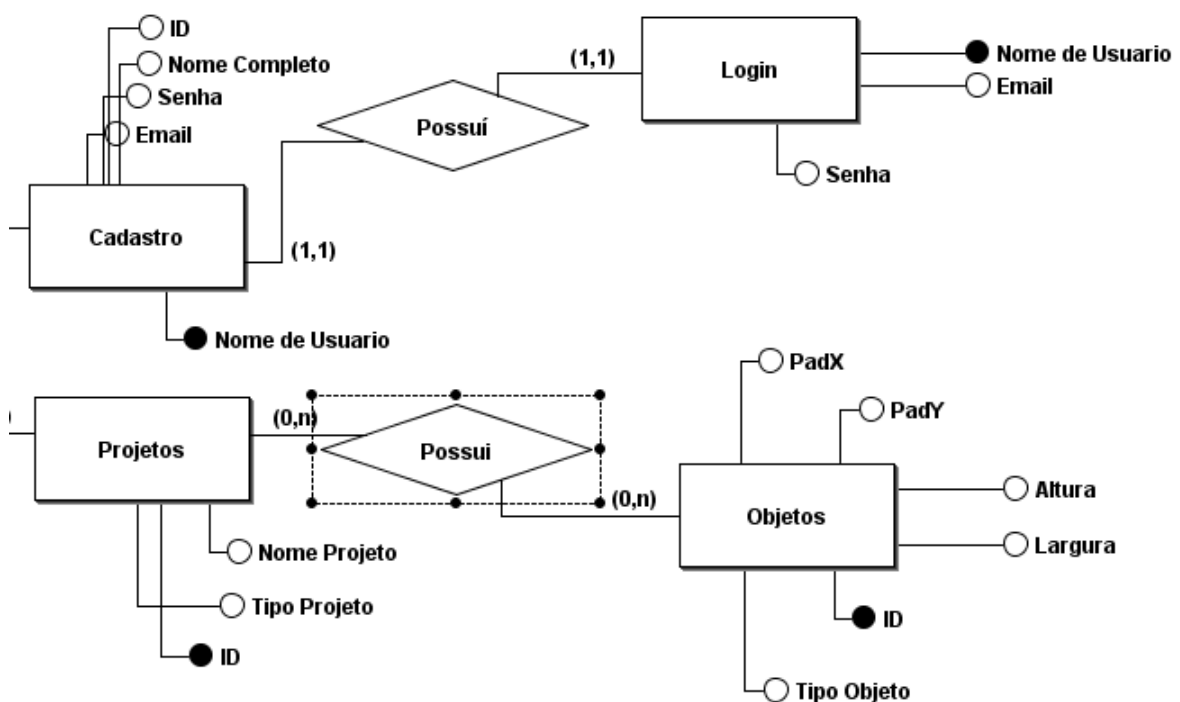 ID
Nome Completo
Senha
Email
Cadastro
(1,1)
Nome de Usuario
Possuí
(1,1)
Login
Nome de Usuario
Email
Senha
Projetos
(0,n)
Possui
(0,n)
Nome Projeto
Tipo Projeto
ID
PadX
PadY
Objetos
Altura
Largura
ID
Tipo Objeto